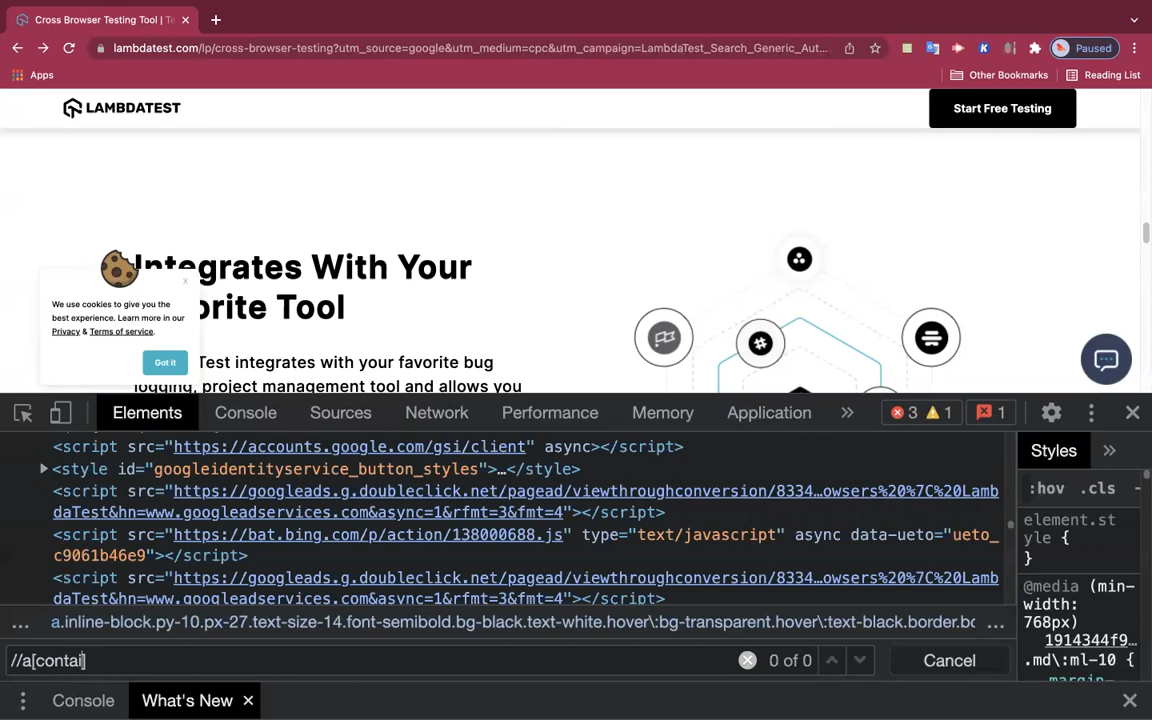 Cross Browser Testing Tool | Te
lambdatest.com/lp/cross-browser-testing?utm_source=google&utm_medium=cpc&utm_campaign=LambdaTest_Search_Generic_Aut...
Paused
Apps
Other Bookmarks
Reading List
LAMBDATEST
Start Free Testing
Integrates With Your
orite Tool
Test integrates with your favorite bug
logging, project management tool and allows you
x
We use cookies to give you the
best experience. Learn more in our
Privacy & Terms of service.
Got it
Elements Console Sources Network Performance Memory Application » 3 1 1
<script src="https://accounts.google.com/gsi/client" async></script>
<style id="googleidentityservice_button_styles">…</style>
<script src="https://googleads.g.doubleclick.net/pagead/viewthroughconversion/8334…owsers%20%7C%20Lamb
daTest&hn=www.googleadservices.com&async=1&rfmt=3&fmt=4"></script>
<script src="https://bat.bing.com/p/action/138000688.js" type="text/javascript" async data-ueto="ueto_
c9061b46e9"></script>
<script src="https://googleads.g.doubleclick.net/pagead/viewthroughconversion/8334…owsers%20%7C%20Lamb
daTest&hn=www.googleadservices.com&async=1&rfmt=3&fmt=4"></script>
... a.inline-block.py-10.px-27.text-size-14.font-semibold.bg-black.text-white.hover\:bg-transparent.hover\:text-black.border.bo ...
//a[contai]
0 of 0
Cancel
Styles »
:hov .cls
element.st
yle {
}
@media (min-
width:
768px)
1914344f9…
.md\:ml-10 {
Console
What's New ×